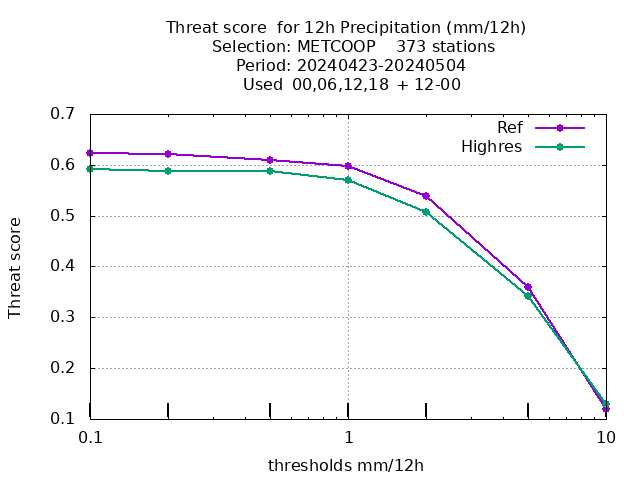 Threat score  for 12h Precipitation (mm/12h)
Selection: METCOOP    373 stations
Period: 20240423-20240504
Used  00,06,12,18  + 12-00
0.7
0.6
0.5
0.4
0.3
0.2
0.1
Threat score
Ref
Highres
0.1
1
10
thresholds mm/12h